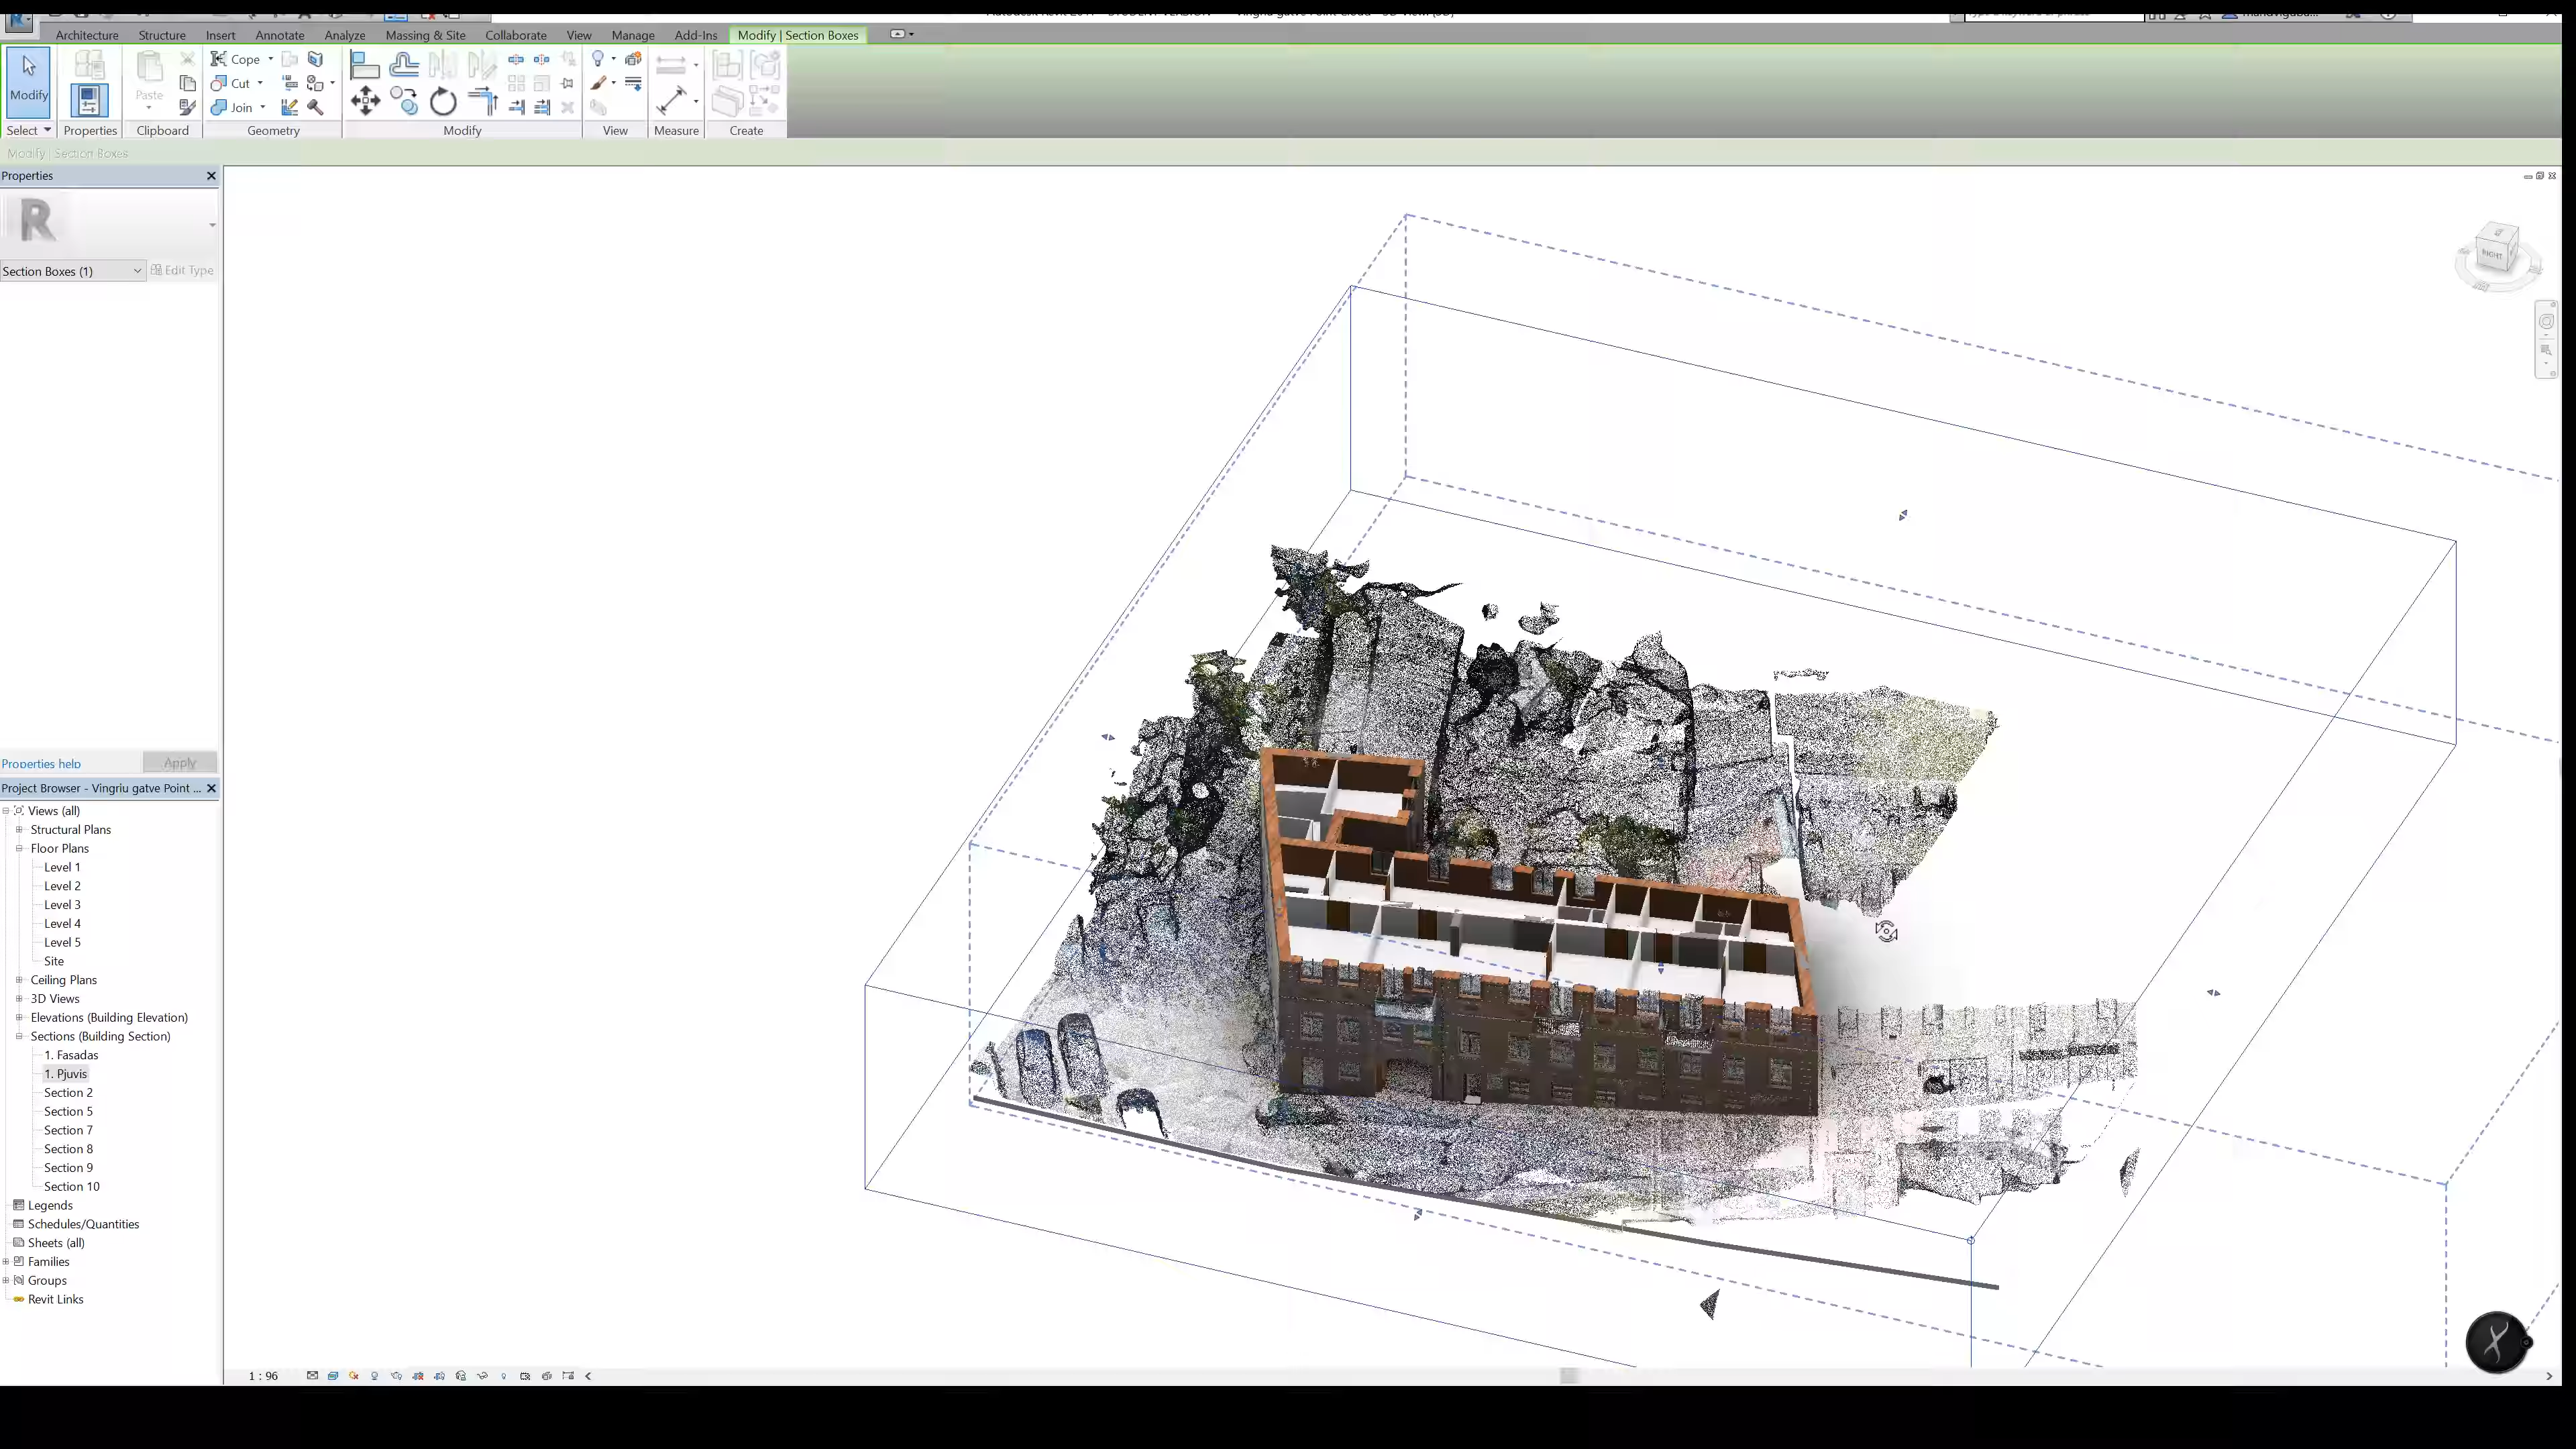 Architecture Structure Insert Annotate Analyze Massing & Site Collaborate View Manage Add-Ins Modify | Section Boxes
Modify
Paste
Cope
Cut
Join
Select Properties Clipboard Geometry Modify View Measure Create
Modify | Section Boxes
Properties
R
Section Boxes (1) Edit Type
RIGHT
Properties help Apply
Project Browser - Vingriu gatve Point ...
Views (all)
Structural Plans
Floor Plans
Level 1
Level 2
Level 3
Level 4
Level 5
Site
Ceiling Plans
3D Views
Elevations (Building Elevation)
Sections (Building Section)
1. Fasadas
1. Pjuvis
Section 2
Section 5
Section 7
Section 8
Section 9
Section 10
Legends
Schedules/Quantities
Sheets (all)
Families
Groups
Revit Links
1 : 96